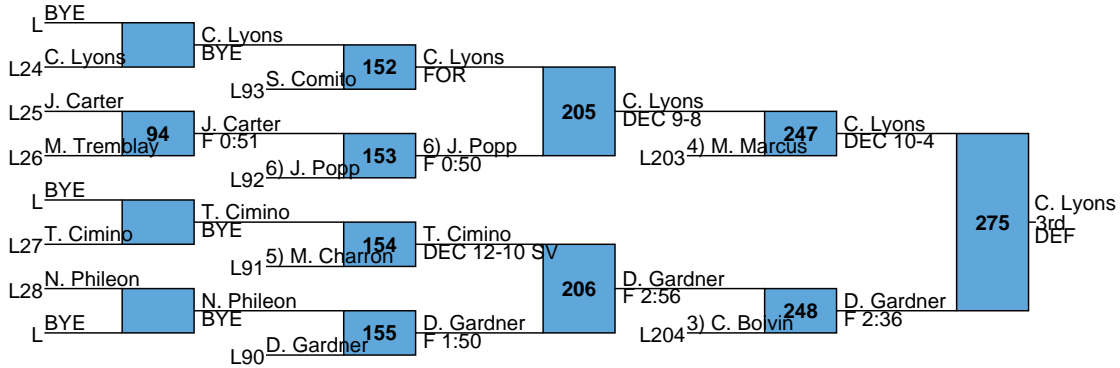 L BYE
L24 C. Lyons
C. Lyons
BYE
L93 S. Comito
152
C. Lyons
FOR
L25 J. Carter
94
L26 M. Tremblay
J. Carter
F 0:51
L92 6) J. Popp
153
6) J. Popp
F 0:50
205
C. Lyons
DEC 9-8
L203 4) M. Marcus
247
C. Lyons
DEC 10-4
L BYE
L27 T. Cimino
T. Cimino
BYE
L91 5) M. Charron
154
T. Cimino
DEC 12-10 SV
L28 N. Phileon
L BYE
N. Phileon
BYE
L90 D. Gardner
155
D. Gardner
F 1:50
206
D. Gardner
F 2:56
L204 3) C. Boivin
248
D. Gardner
F 2:36
275
C. Lyons
3rd
DEF